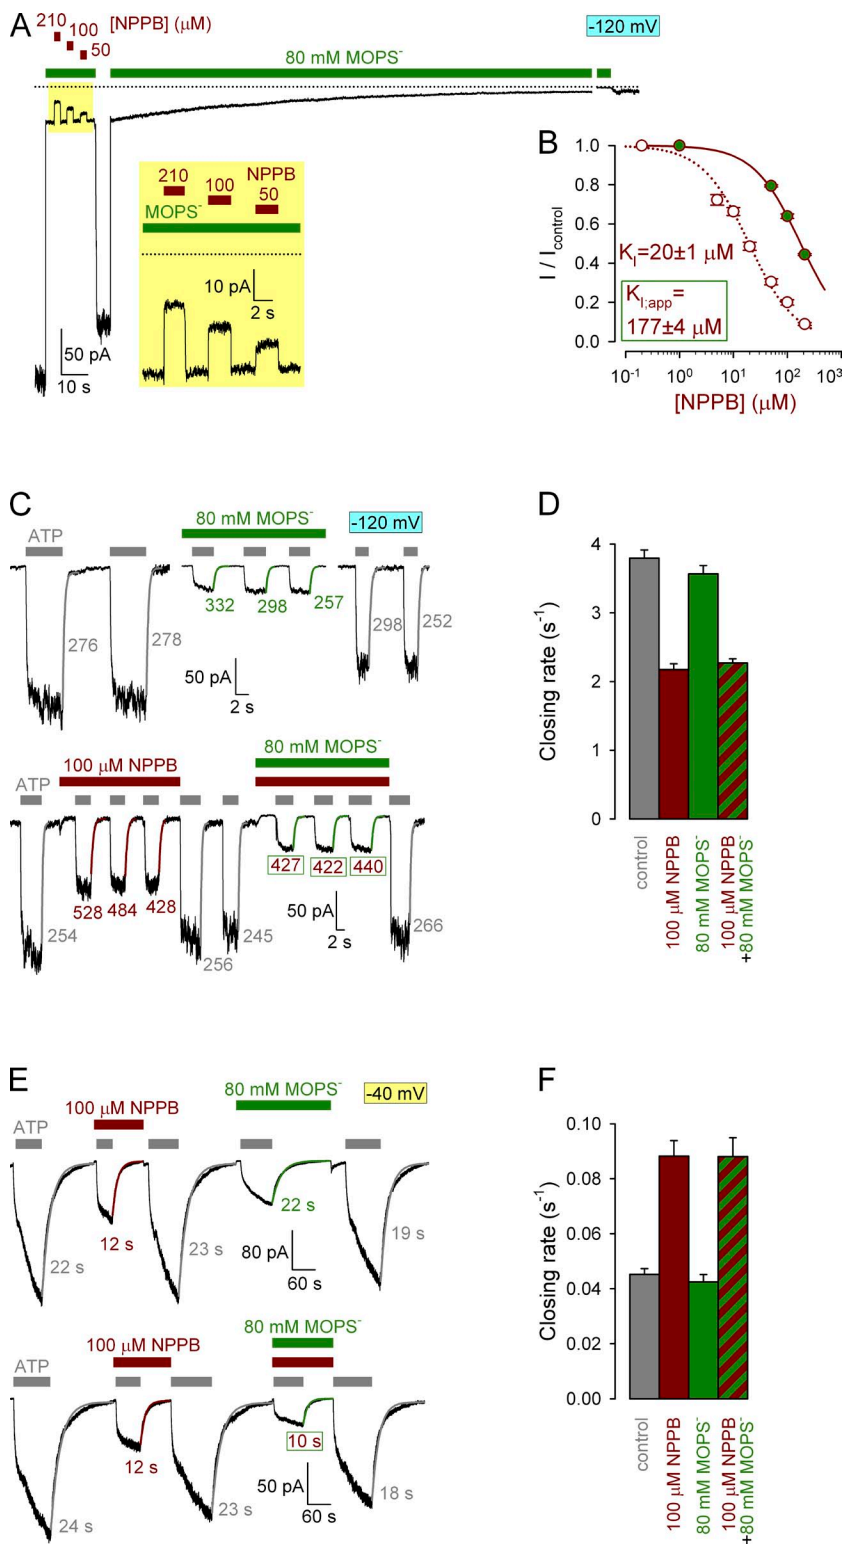 A
[NPPB] (μM)
210
100
50
-120 mV
80 mM MOPS⁻
50 pA
10 s
210
100
NPPB
50
MOPS⁻
10 pA
2 s
B
1.0
0.8
0.6
0.4
0.2
0.0
I / Icontrol
KI=20±1 μM
KI;app=
177±4 μM
10⁻¹ 10⁰ 10¹ 10² 10³
[NPPB] (μM)
C
80 mM MOPS⁻
-120 mV
ATP
276
278
332
298
257
298
252
50 pA
2 s
80 mM MOPS⁻
100 μM NPPB
ATP
254
528
484
428
256
245
427
422
440
266
50 pA
2 s
D
4
3
2
1
0
Closing rate (s⁻¹)
control
100 μM NPPB
80 mM MOPS⁻
100 μM NPPB
+80 mM MOPS⁻
E
80 mM MOPS⁻
-40 mV
100 μM NPPB
ATP
22 s
12 s
23 s
22 s
19 s
80 pA
60 s
80 mM MOPS⁻
100 μM NPPB
ATP
24 s
12 s
23 s
10 s
18 s
50 pA
60 s
F
0.10
0.08
0.06
0.04
0.02
0.00
Closing rate (s⁻¹)
control
100 μM NPPB
80 mM MOPS⁻
100 μM NPPB
+80 mM MOPS⁻